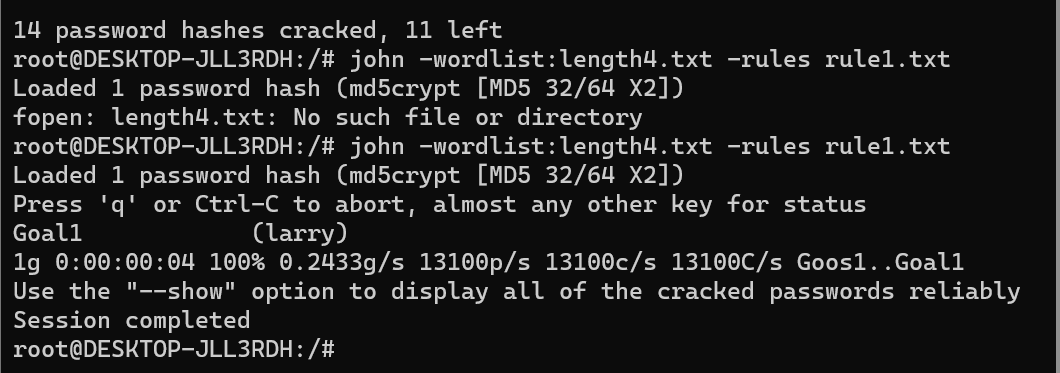 14 password hashes cracked, 11 left
root@DESKTOP-JLL3RDH:/# john -wordlist:length4.txt -rules rule1.txt
Loaded 1 password hash (md5crypt [MD5 32/64 X2])
fopen: length4.txt: No such file or directory
root@DESKTOP-JLL3RDH:/# john -wordlist:length4.txt -rules rule1.txt
Loaded 1 password hash (md5crypt [MD5 32/64 X2])
Press 'q' or Ctrl-C to abort, almost any other key for status
Goal1            (larry)
1g 0:00:00:04 100% 0.2433g/s 13100p/s 13100c/s 13100C/s Goos1..Goal1
Use the "--show" option to display all of the cracked passwords reliably
Session completed
root@DESKTOP-JLL3RDH:/#